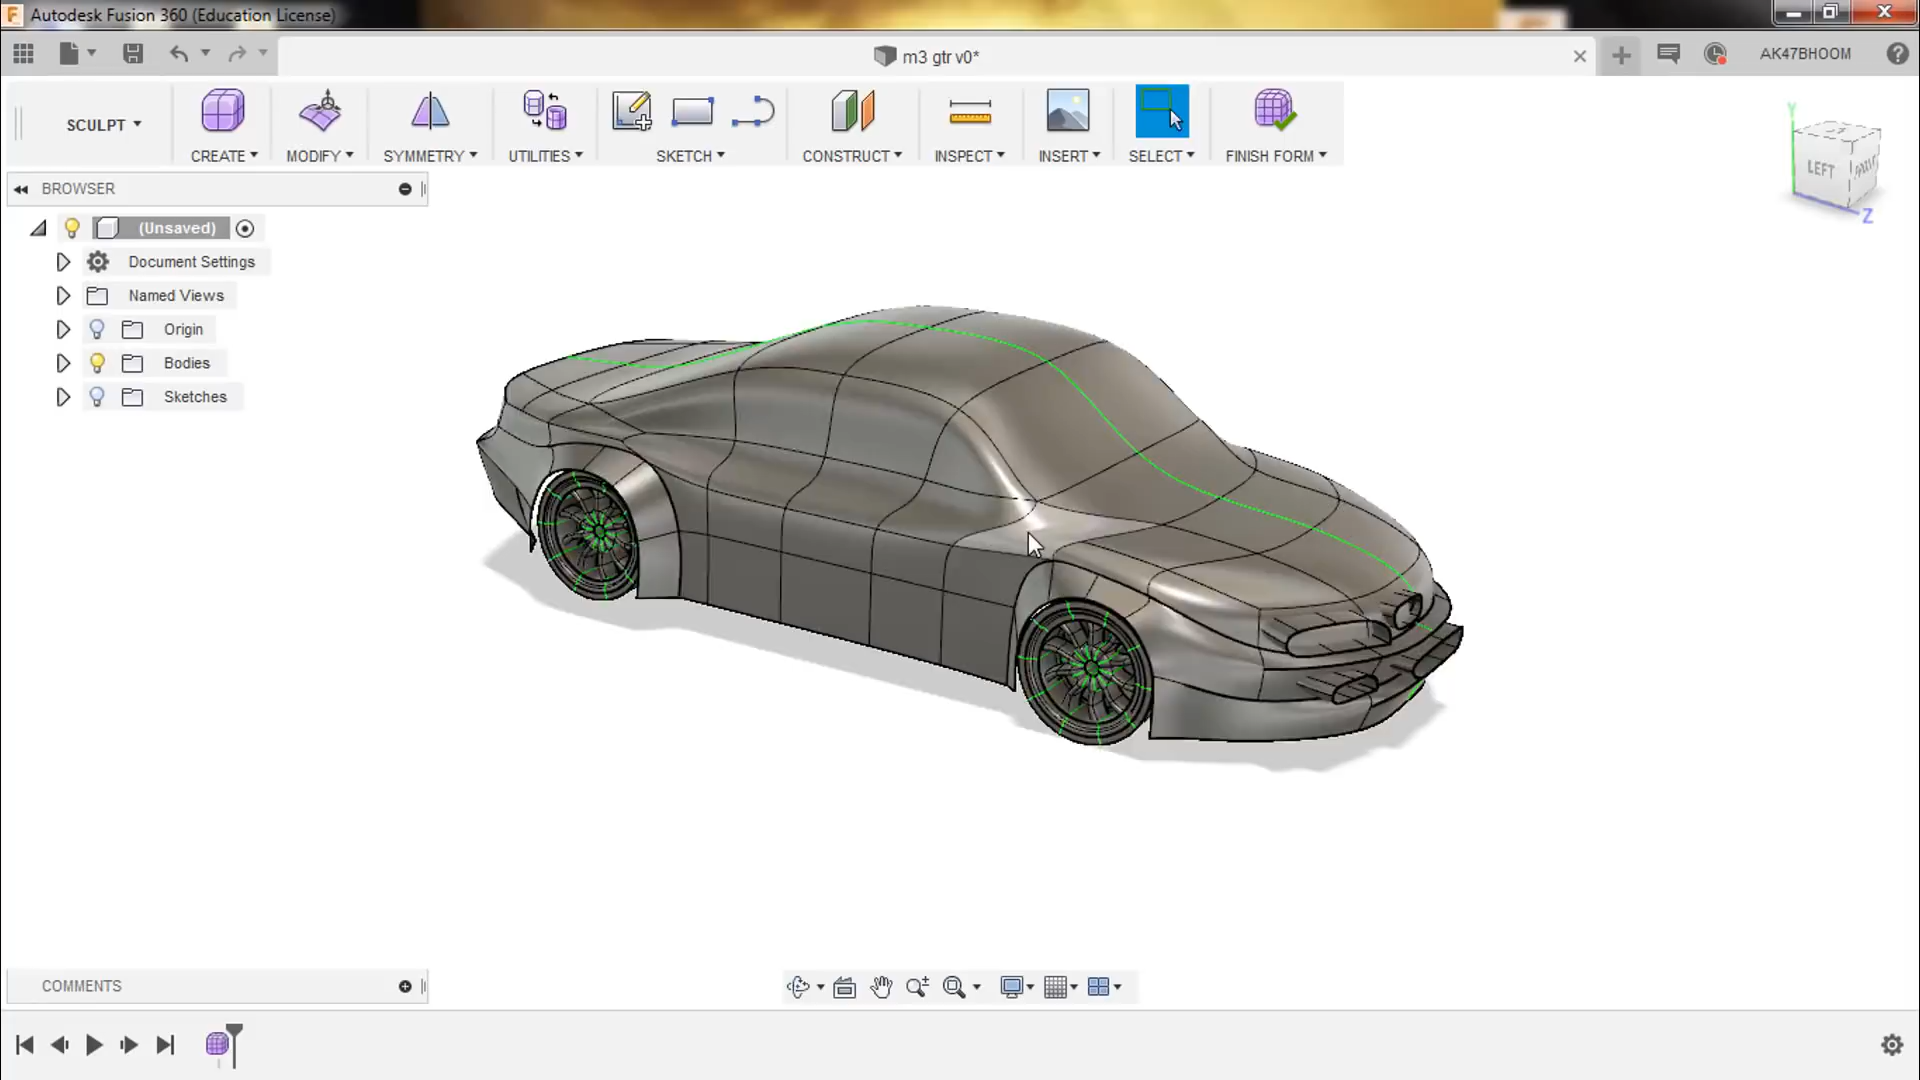 Autodesk Fusion 360 (Education License)
m3 gtr v0*
AK47BHOOM
SCULPT
CREATE
MODIFY
SYMMETRY
UTILITIES
SKETCH
CONSTRUCT
INSPECT
INSERT
SELECT
FINISH FORM
BROWSER
(Unsaved)
Document Settings
Named Views
Origin
Bodies
Sketches
Y
LEFT
Z
COMMENTS